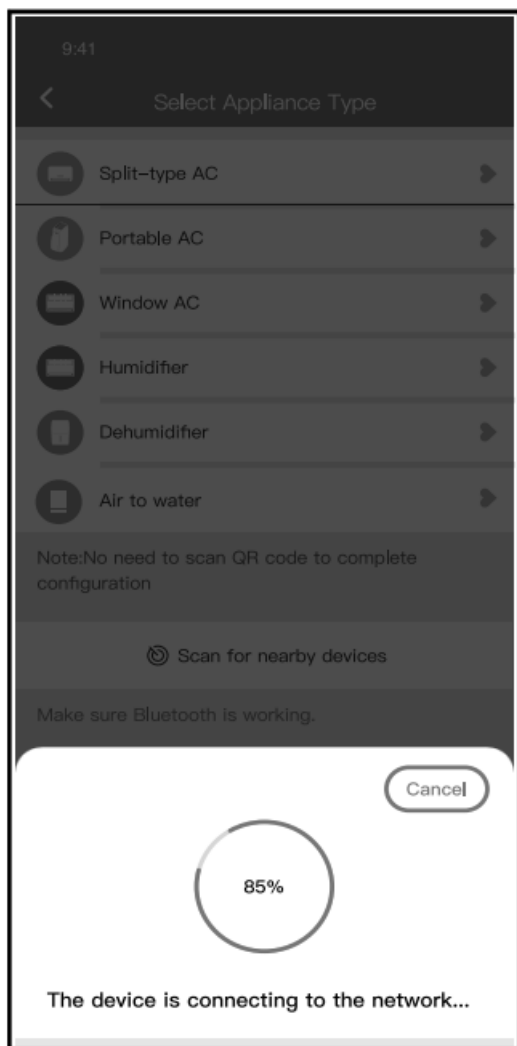 9:41
Select Appliance Type
Split-type AC
Portable AC
Window AC
Humidifier
Dehumidifier
Air to water
Note:No need to scan QR code to complete
configuration
Scan for nearby devices
Make sure Bluetooth is working.
Cancel
85%
The device is connecting to the network...